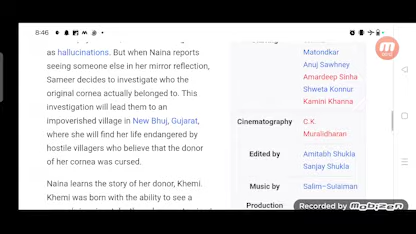 8:46
Matondkar
as hallucinations. But when Naina reports
Anuj Sawhney
seeing someone else in her mirror reflection,
Amardeep Sinha
Sameer decides to investigate who the
Shweta Konnur
original cornea actually belonged to. This
Kamini Khanna
investigation will lead them to an
impoverished village in New Bhuj, Gujarat,
where she will find her life endangered by
hostile villagers who believe that the donor
of her cornea was cursed.
Naina learns the story of her donor, Khemi.
Khemi was born with the ability to see a
Cinematography C.K.
Muralidharan
Edited by Amitabh Shukla
Sanjay Shukla
Music by Salim–Sulaiman
Production
Recorded by
mobizen